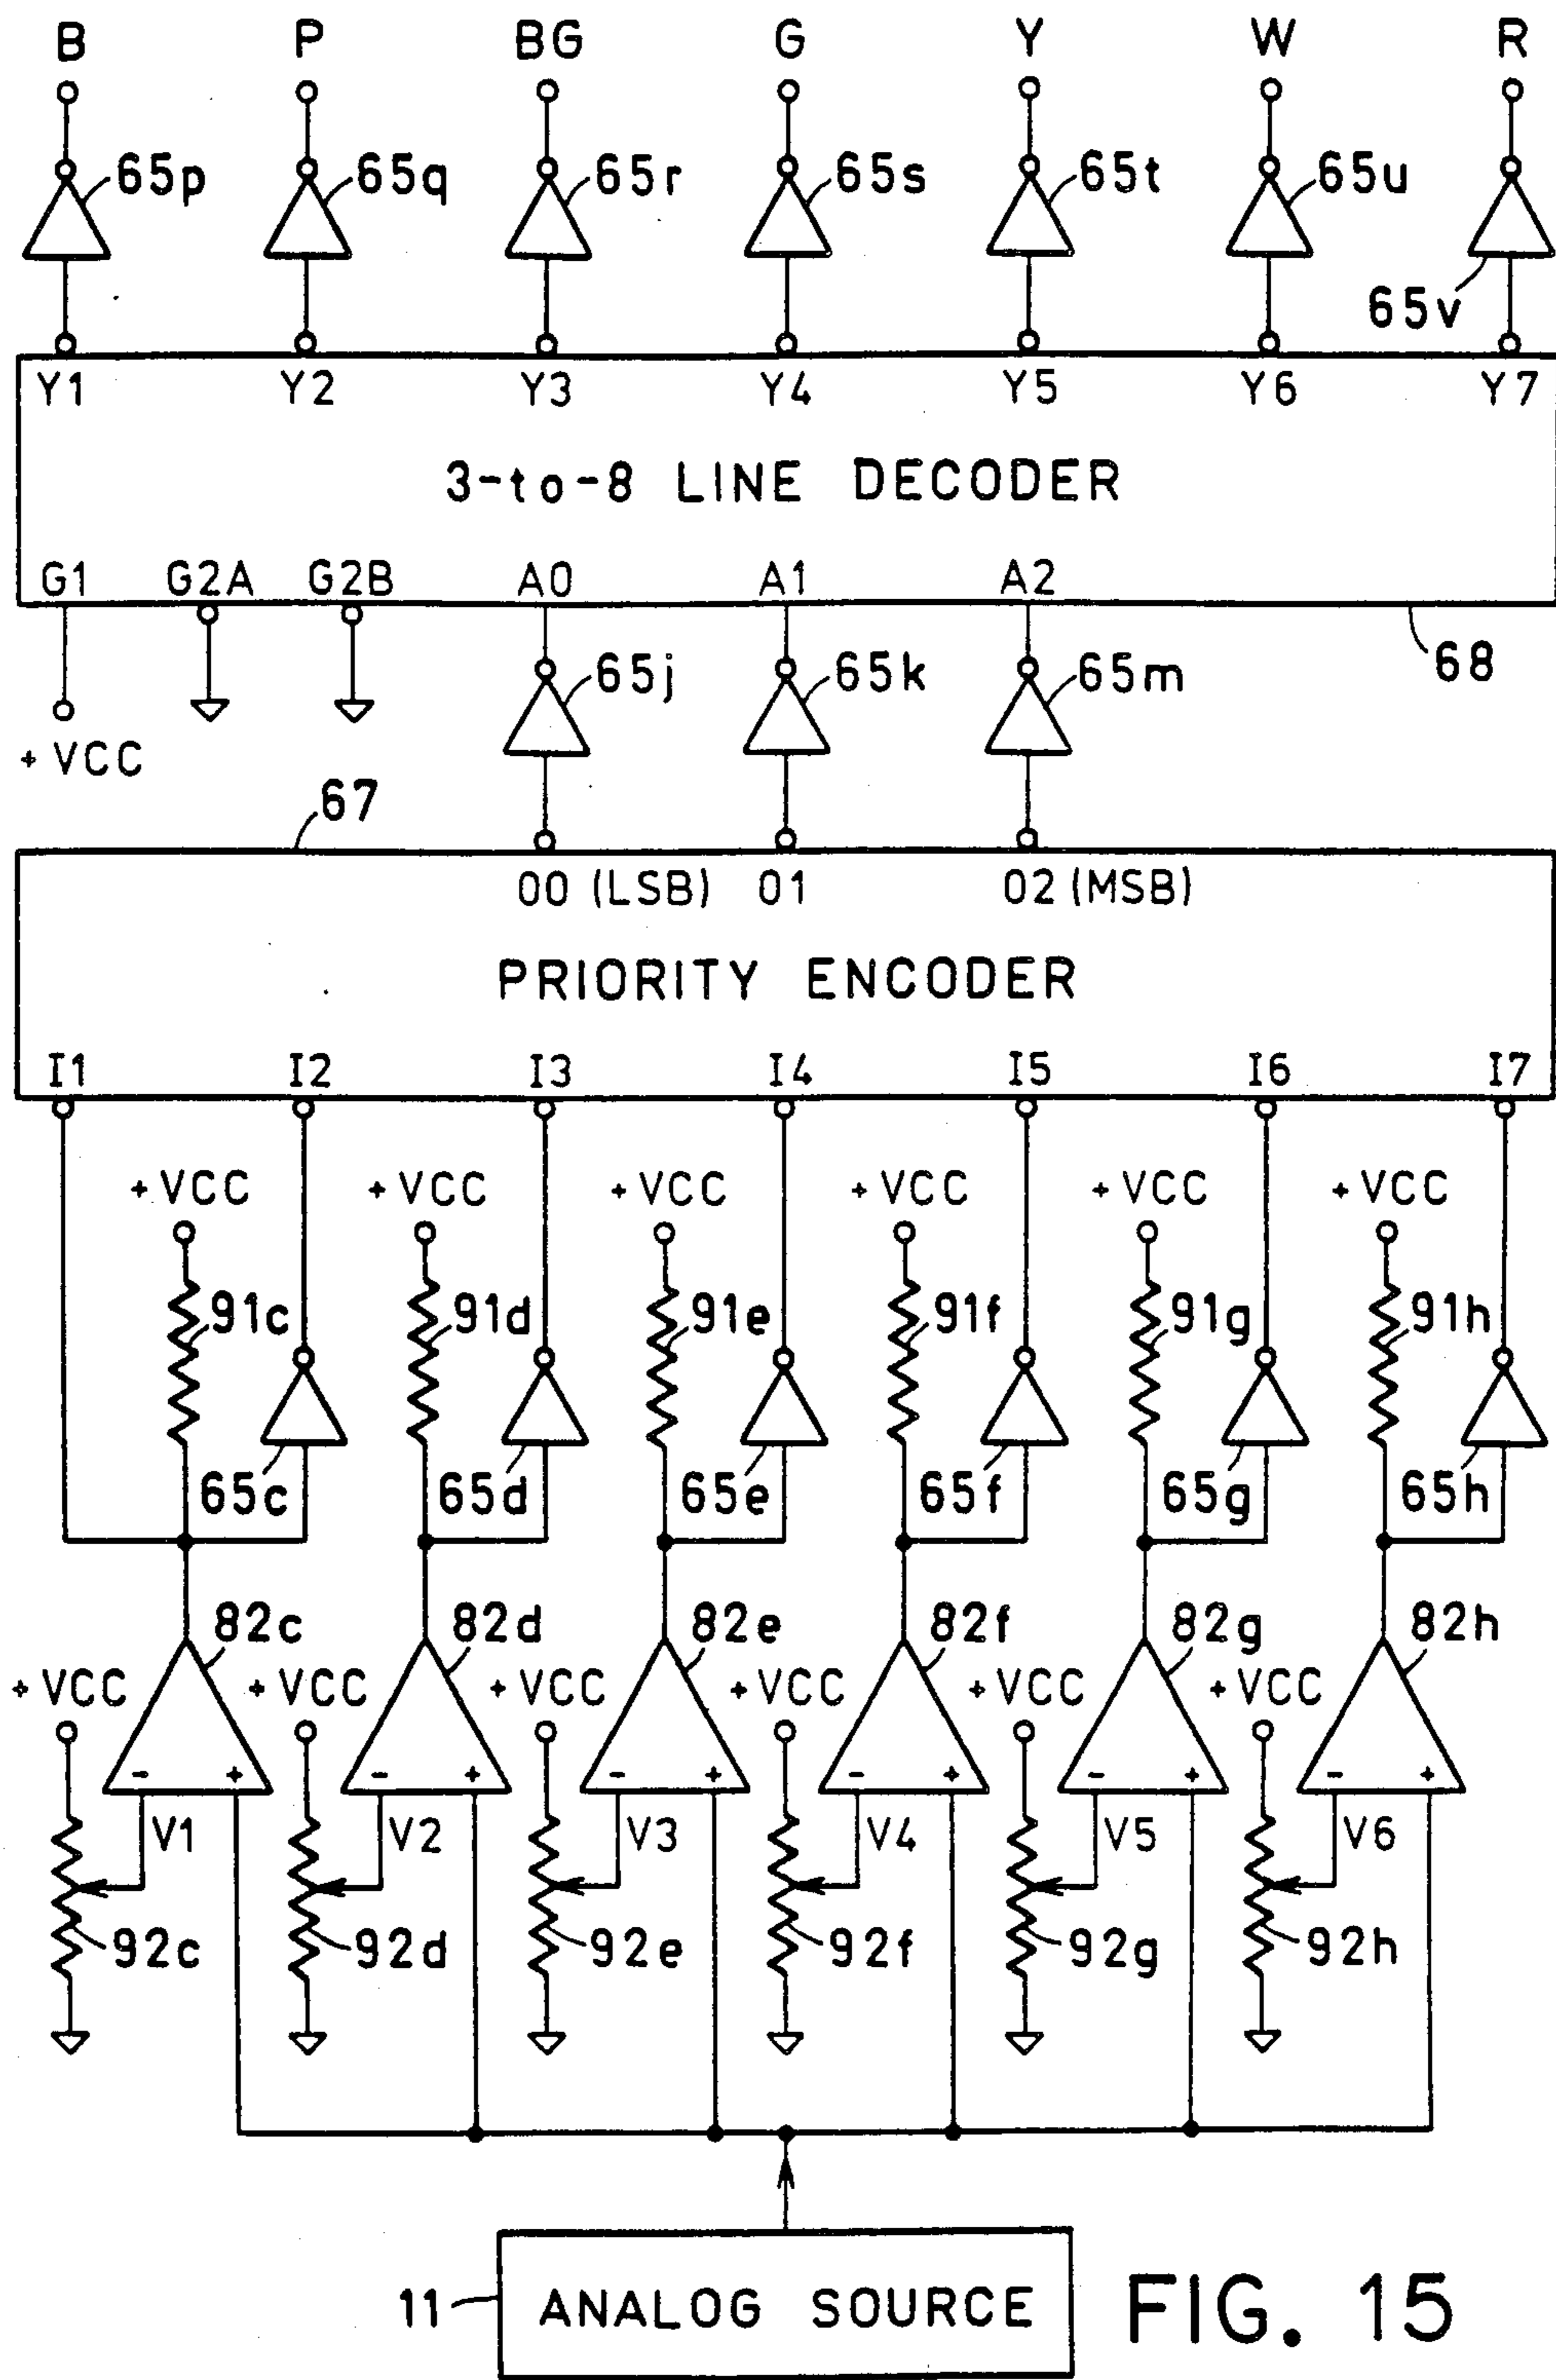 B P BG G Y W R
65p 65q 65r 65s 65t 65u
65v
Y1 Y2 Y3 Y4 Y5 Y6 Y7
3-to-8 LINE DECODER
G1 G2A G2B A0 A1 A2
65j 65k 65m 68
+VCC
67
00 (LSB) 01 02 (MSB)
PRIORITY ENCODER
I1 I2 I3 I4 I5 I6 I7
+VCC +VCC +VCC +VCC +VCC +VCC
91c 91d 91e 91f 91g 91h
65c 65d 65e 65f 65g 65h
82c 82d 82e 82f 82g 82h
+VCC +VCC +VCC +VCC +VCC +VCC
- + - + - + - + - + - +
V1 V2 V3 V4 V5 V6
92c 92d 92e 92f 92g 92h
11 ANALOG SOURCE FIG. 15